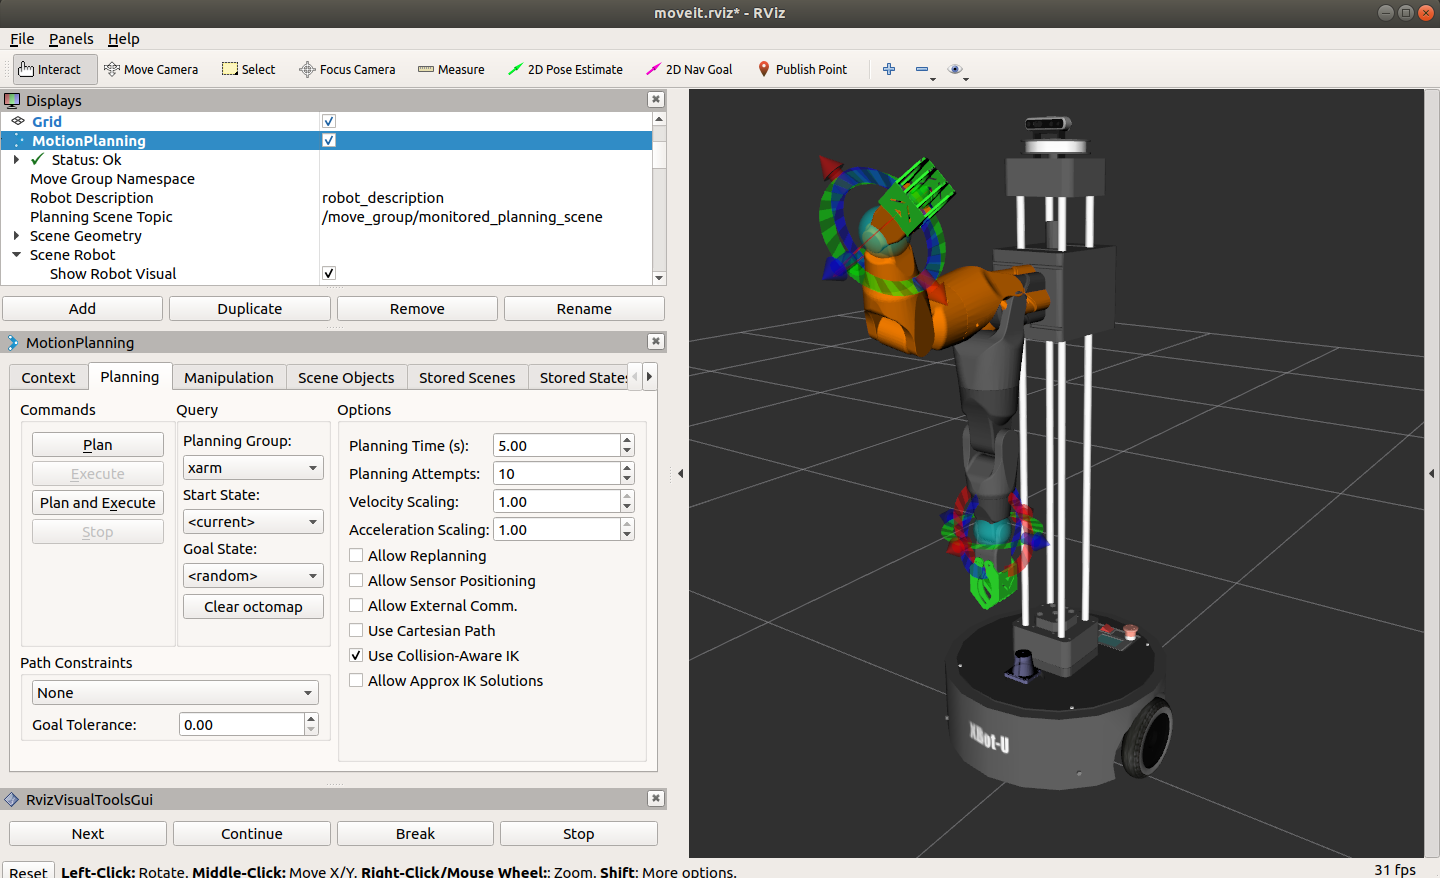 moveit.rviz* - RViz
File Panels Help
Interact Move Camera Select Focus Camera Measure 2D Pose Estimate 2D Nav Goal Publish Point
Displays
Grid
MotionPlanning
Status: Ok
Move Group Namespace
Robot Description robot_description
Planning Scene Topic /move_group/monitored_planning_scene
Scene Geometry
Scene Robot
Show Robot Visual
Add Duplicate Remove Rename
MotionPlanning
Context Planning Manipulation Scene Objects Stored Scenes Stored States
Commands Query Options
Plan
Execute
Plan and Execute
Stop
Planning Group:
xarm
Start State:
<current>
Goal State:
<random>
Clear octomap
Planning Time (s): 5.00
Planning Attempts: 10
Velocity Scaling: 1.00
Acceleration Scaling: 1.00
Allow Replanning
Allow Sensor Positioning
Allow External Comm.
Use Cartesian Path
Use Collision-Aware IK
Allow Approx IK Solutions
Path Constraints
None
Goal Tolerance: 0.00
XBot-U
RvizVisualToolsGui
Next Continue Break Stop
Reset Left-Click: Rotate. Middle-Click: Move X/Y. Right-Click/Mouse Wheel:: Zoom. Shift: More options. 31 fps